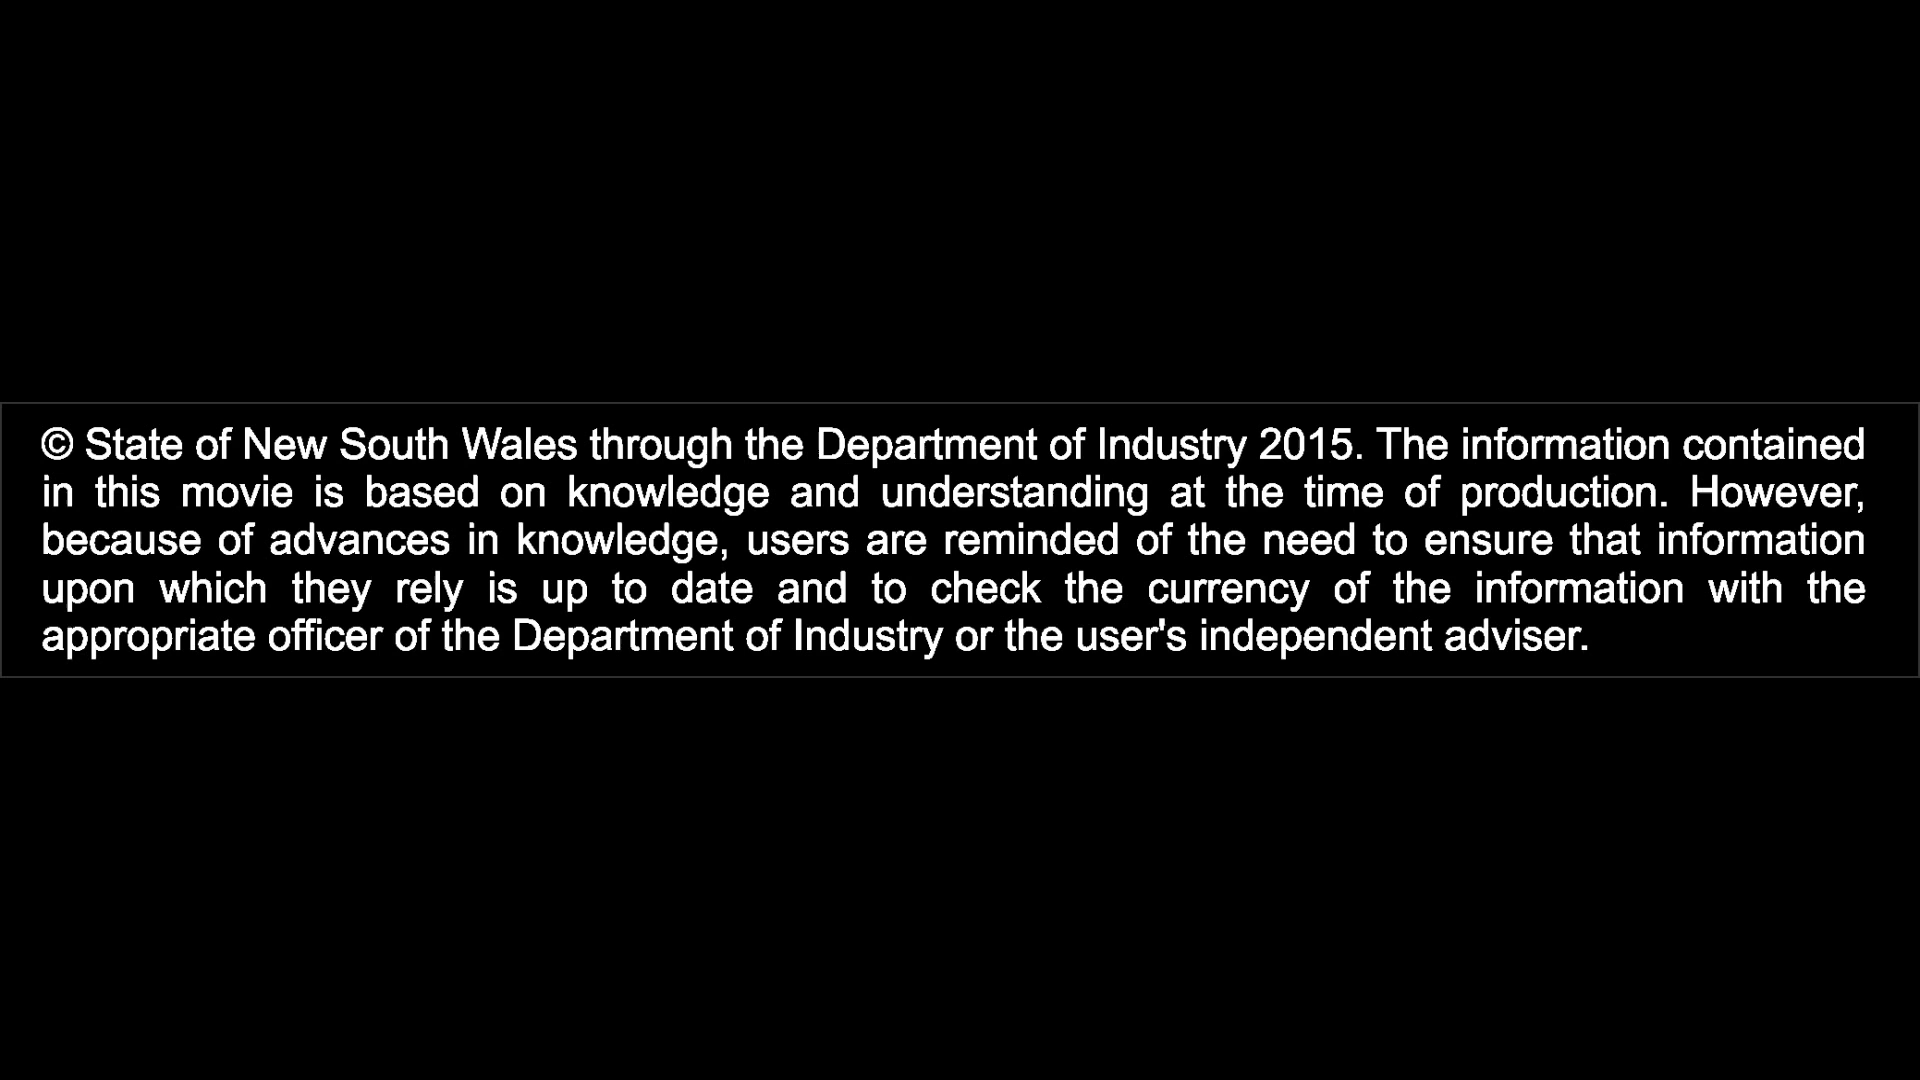 © State of New South Wales through the Department of Industry 2015. The information contained
in this movie is based on knowledge and understanding at the time of production. However,
because of advances in knowledge, users are reminded of the need to ensure that information
upon which they rely is up to date and to check the currency of the information with the
appropriate officer of the Department of Industry or the user's independent adviser.